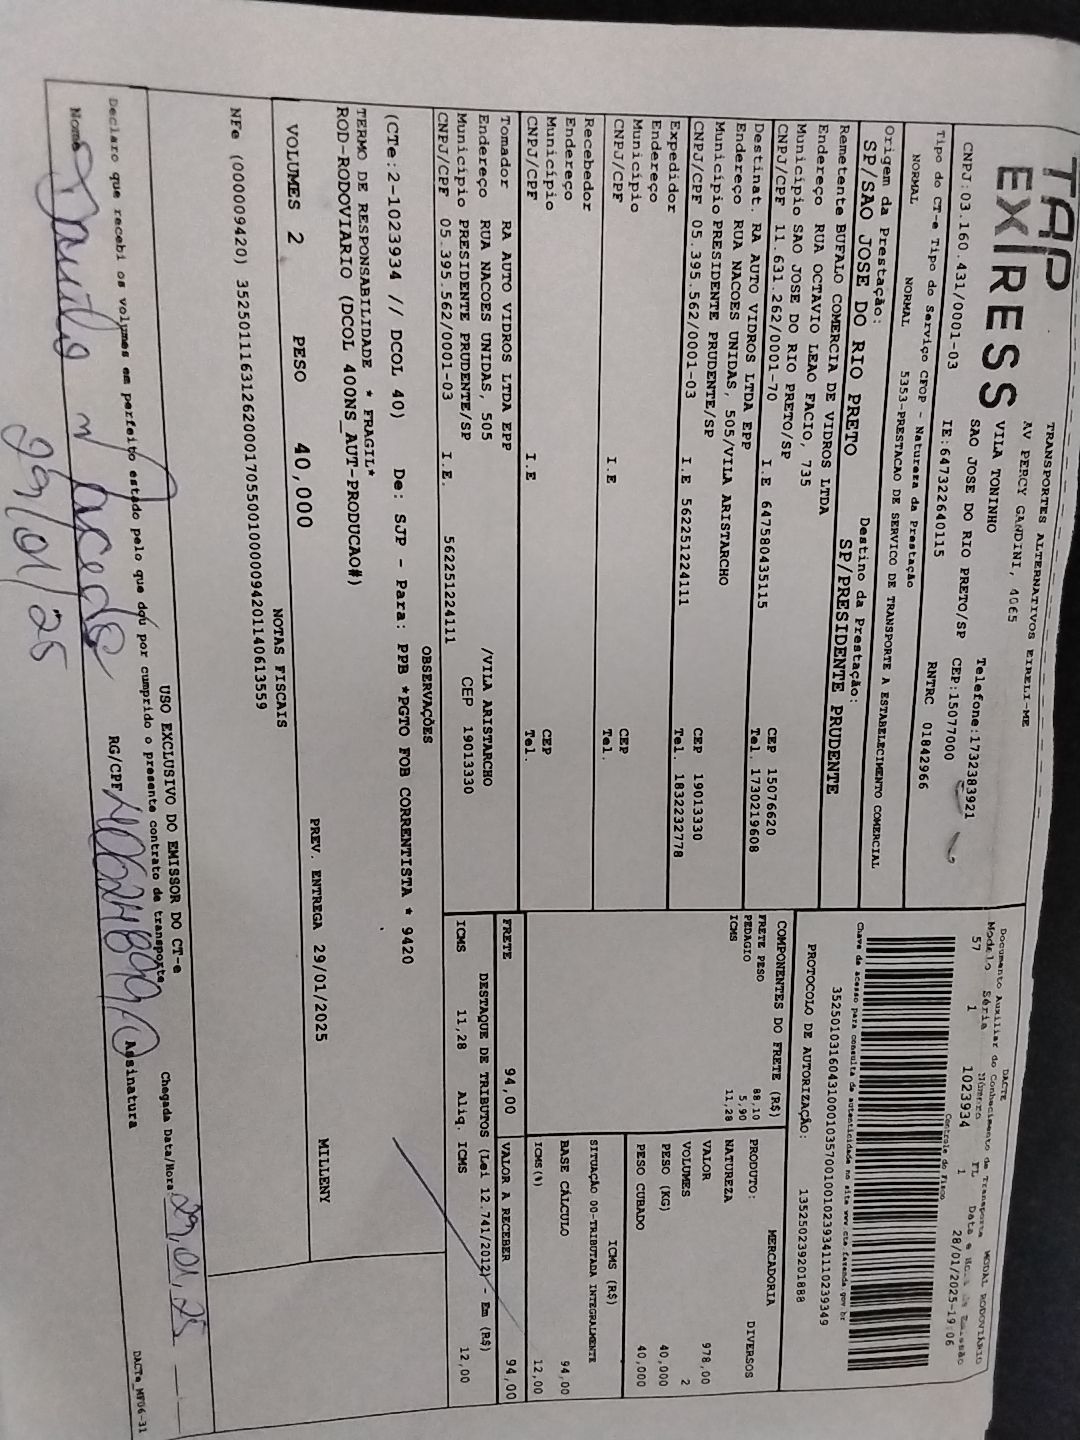 TAP
EX|RESS
TRANSPORTES ALTERNATIVOS EIRELI-ME
AV PERCY GANDINI, 4065
VILA TONINHO
SAO JOSE DO RIO PRETO/SP
Telefone:1732383921
CEP:15077000
CNPJ:03.160.431/0001-03
IE:647322640115
RNTRC 01842966
DACTE
Documento Auxiliar do Conhecimento de Transporte MODAL RODOVIÁRIO
Modelo Série Número FL Data e Hora de Emissão
57 1 1023934 1 28/01/2025-19:06
Controle do Fisco
Tipo do CT-e Tipo do Serviço CFOP - Natureza da Prestação
NORMAL NORMAL 5353-PRESTACAO DE SERVICO DE TRANSPORTE A ESTABELECIMENTO COMERCIAL
Chave de acesso para consulta de autenticidade no site www.cte.fazenda.gov.br
35250103160431000103570010010239341110239349
PROTOCOLO DE AUTORIZAÇÃO: 135250239201888
Origem da Prestação: Destino da Prestação:
SP/SAO JOSE DO RIO PRETO SP/PRESIDENTE PRUDENTE
Remetente BUFALO COMERCIA DE VIDROS LTDA
Endereço RUA OCTAVIO LEAO FACIO, 735
Município SAO JOSE DO RIO PRETO/SP CEP 15076620
CNPJ/CPF 11.631.262/0001-70 I.E 647580435115 Tel. 1730219608
Destinat. RA AUTO VIDROS LTDA EPP
Endereço RUA NACOES UNIDAS, 505/VILA ARISTARCHO
Município PRESIDENTE PRUDENTE/SP CEP 19013330
CNPJ/CPF 05.395.562/0001-03 I.E 562251224111 Tel. 1832232778
Expedidor
Endereço
Município CEP
CNPJ/CPF I.E Tel.
Recebedor
Endereço
Município CEP
CNPJ/CPF I.E Tel.
Tomador RA AUTO VIDROS LTDA EPP
Endereço RUA NACOES UNIDAS, 505 /VILA ARISTARCHO
Município PRESIDENTE PRUDENTE/SP CEP 19013330
CNPJ/CPF 05.395.562/0001-03 I.E. 562251224111
COMPONENTES DO FRETE (R$)
FRETE PESO 88,10
PEDAGIO 5,90
ICMS 11,28
MERCADORIA
PRODUTO: DIVERSOS
NATUREZA
VALOR 978,00
VOLUMES 2
PESO (KG) 40,000
PESO CUBADO 40,000
ICMS (R$)
SITUAÇÃO 00-TRIBUTADA INTEGRALMENTE
BASE CÁLCULO 94,00
ICMS(%) 12,00
FRETE 94,00 VALOR A RECEBER 94,00
DESTAQUE DE TRIBUTOS (Lei 12.741/2012) - Em (R$)
ICMS 11,28 Aliq. ICMS 12,00
OBSERVAÇÕES
(CTe:2-1023934 // DCOL 40) De: SJP - Para: PPB *PGTO FOB CORRENTISTA * 9420
TERMO DE RESPONSABILIDADE * FRAGIL*
ROD-RODOVIARIO (DCOL 400NS_AUT-PRODUCAO#)
VOLUMES 2 PESO 40,000 PREV. ENTREGA 29/01/2025 MILLENY
NOTAS FISCAIS
NFe (000009420) 35250111631262000170550010000094201140613559
USO EXCLUSIVO DO EMISSOR DO CT-e
Declaro que recebi os volumes em perfeito estado pelo que dou por cumprido o presente contrato de transporte
Chegada Data/Hora 29/01/25
Nome Macedo RG/CPF Assinatura
29/01/25
DACTe_MF06-31